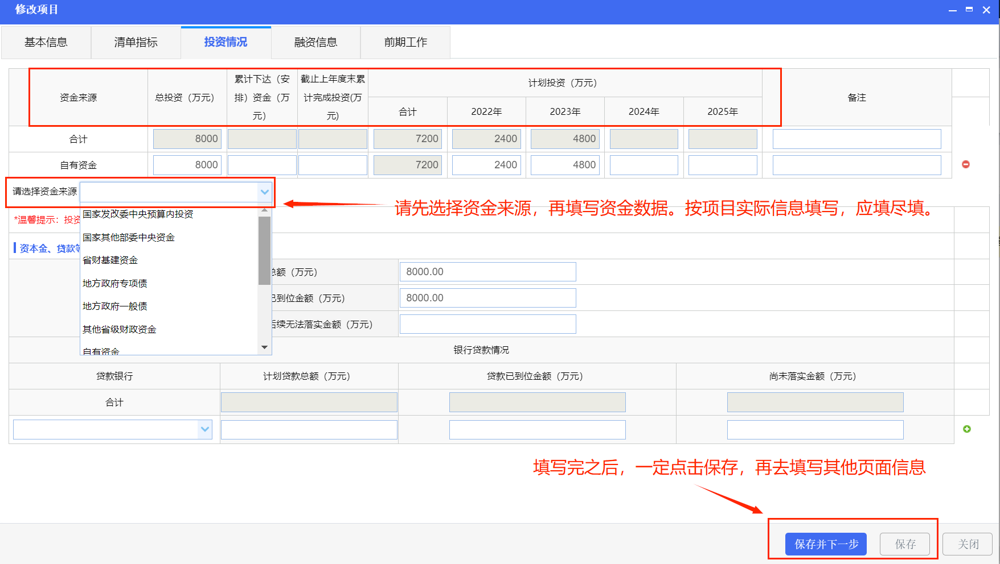 修改项目
基本信息 清单指标 投资情况 融资信息 前期工作
资金来源 总投资（万元） 累计下达（安排）资金（万元） 截止上年度末累计完成投资(万元) 计划投资（万元） 备注
合计 2022年 2023年 2024年 2025年
合计 8000 7200 2400 4800
自有资金 8000 7200 2400 4800
请选择资金来源
请先选择资金来源，再填写资金数据。按项目实际信息填写，应填尽填。
*温馨提示：投资
国家发改委中央预算内投资
国家其他部委中央资金
资本金、贷款等
省财基建资金
总额（万元） 8000.00
地方政府专项债
已到位金额（万元） 8000.00
地方政府一般债
后续无法落实金额（万元）
其他省级财政资金
自有资金
银行贷款情况
贷款银行 计划贷款总额（万元） 贷款已到位金额（万元） 尚未落实金额（万元）
合计
填写完之后，一定点击保存，再去填写其他页面信息
保存并下一步 保存 关闭